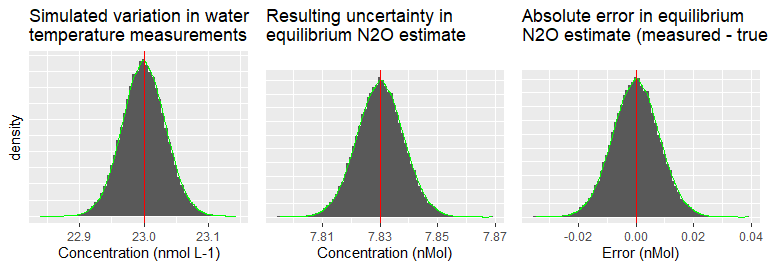 Simulated variation in water
temperature measurements
Resulting uncertainty in
equilibrium N2O estimate
Absolute error in equilibrium
N2O estimate (measured - true
density
22.9 23.0 23.1
Concentration (nmol L-1)
7.81 7.83 7.85 7.87
Concentration (nMol)
-0.02 0.00 0.02 0.04
Error (nMol)